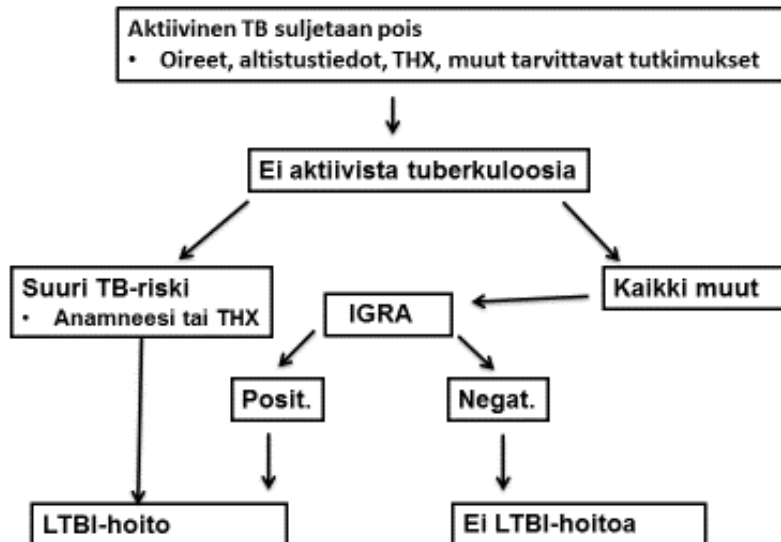 Aktiivinen TB suljetaan pois
• Oireet, altistustiedot, THX, muut tarvittavat tutkimukset
Ei aktiivista tuberkuloosia
Suuri TB-riski
• Anamneesi tai THX
Kaikki muut
IGRA
Posit.
Negat.
LTBI-hoito
Ei LTBI-hoitoa